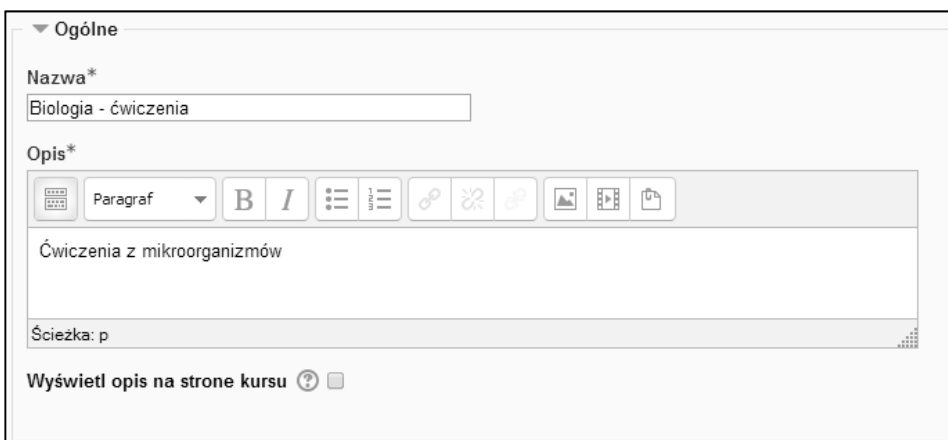 Ogólne
Nazwa*
Biologia - ćwiczenia
Opis*
Paragraf B I
Ćwiczenia z mikroorganizmów
Ścieżka: p
Wyświetl opis na strone kursu ?